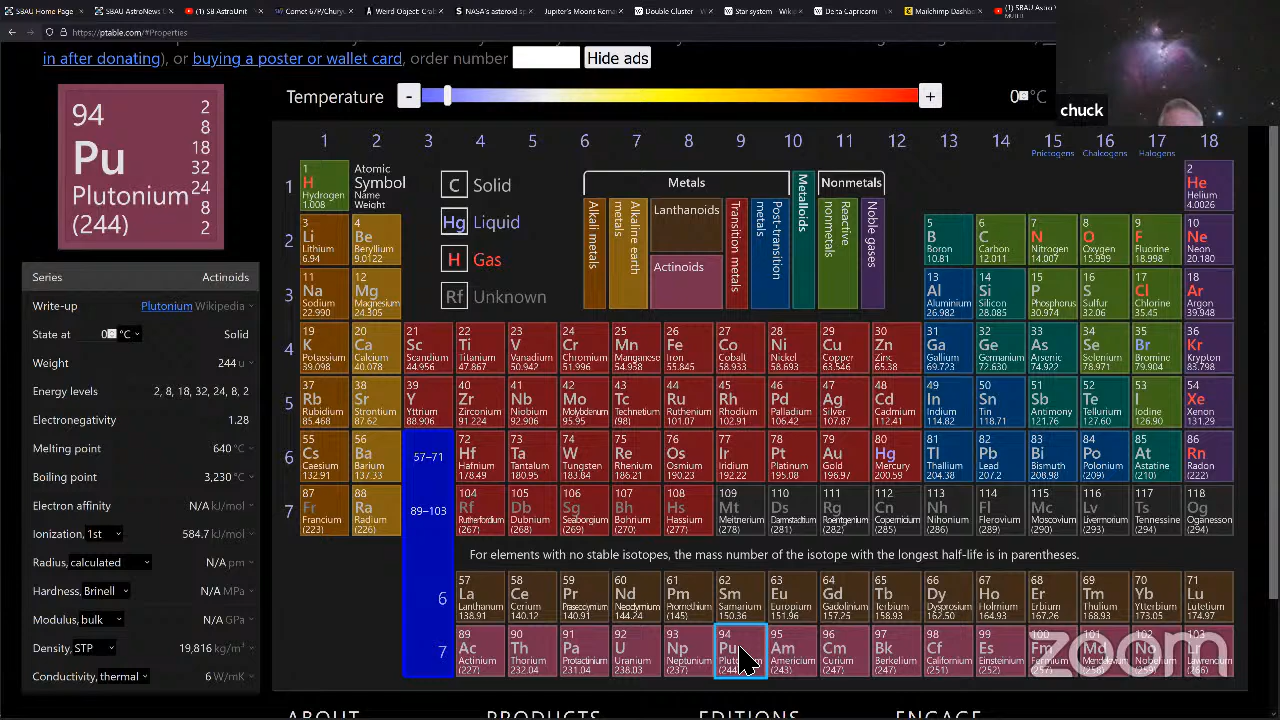 SBAU Home Page
SBAU AstroNews
(1) SB AstroUnit
Comet 67P/Chury
Weird Object: Cra
NASA's asteroid sp
Jupiter's Moons Rem
Double Cluster
Star system
Delta Capricorni
Mailchimp Dashb
(1) SBAU Astro
https://ptable.com/#Properties
in after donating), or buying a poster or wallet card, order number
Hide ads
94
Pu
Plutonium
(244)
2
8
18
32
24
8
2
Temperature
-
+
0 °C
chuck
Series Actinoids
Write-up Plutonium Wikipedia
State at 0 °C Solid
Weight 244 u
Energy levels 2, 8, 18, 32, 24, 8, 2
Electronegativity 1.28
Melting point 640 °C
Boiling point 3,230 °C
Electron affinity N/A kJ/mol
Ionization, 1st 584.7 kJ/mol
Radius, calculated N/A pm
Hardness, Brinell N/A MPa
Modulus, bulk N/A GPa
Density, STP 19,816 kg/m³
Conductivity, thermal 6 W/mK
1 2 3 4 5 6 7 8 9 10 11 12 13 14 15 16 17 18
Pnictogens Chalcogens Halogens
Atomic
Symbol
Name
Weight
C Solid
Hg Liquid
H Gas
Rf Unknown
Metals
Metalloids
Nonmetals
Alkali metals
Alkaline earth metals
Lanthanoids
Actinoids
Transition metals
Post-transition metals
Reactive nonmetals
Noble gases
1
1 H Hydrogen 1.008
2 He Helium 4.0026
2
3 Li Lithium 6.94
4 Be Beryllium 9.0122
5 B Boron 10.81
6 C Carbon 12.011
7 N Nitrogen 14.007
8 O Oxygen 15.999
9 F Fluorine 18.998
10 Ne Neon 20.180
3
11 Na Sodium 22.990
12 Mg Magnesium 24.305
13 Al Aluminium 26.982
14 Si Silicon 28.085
15 P Phosphorus 30.974
16 S Sulfur 32.06
17 Cl Chlorine 35.45
18 Ar Argon 39.948
4
19 K Potassium 39.098
20 Ca Calcium 40.078
21 Sc Scandium 44.956
22 Ti Titanium 47.867
23 V Vanadium 50.942
24 Cr Chromium 51.996
25 Mn Manganese 54.938
26 Fe Iron 55.845
27 Co Cobalt 58.933
28 Ni Nickel 58.693
29 Cu Copper 63.546
30 Zn Zinc 65.38
31 Ga Gallium 69.723
32 Ge Germanium 72.630
33 As Arsenic 74.922
34 Se Selenium 78.971
35 Br Bromine 79.904
36 Kr Krypton 83.798
5
37 Rb Rubidium 85.468
38 Sr Strontium 87.62
39 Y Yttrium 88.906
40 Zr Zirconium 91.224
41 Nb Niobium 92.906
42 Mo Molybdenum 95.95
43 Tc Technetium (98)
44 Ru Ruthenium 101.07
45 Rh Rhodium 102.91
46 Pd Palladium 106.42
47 Ag Silver 107.87
48 Cd Cadmium 112.41
49 In Indium 114.82
50 Sn Tin 118.71
51 Sb Antimony 121.76
52 Te Tellurium 127.60
53 I Iodine 126.90
54 Xe Xenon 131.29
6
55 Cs Caesium 132.91
56 Ba Barium 137.33
57–71
72 Hf Hafnium 178.49
73 Ta Tantalum 180.95
74 W Tungsten 183.84
75 Re Rhenium 186.21
76 Os Osmium 190.23
77 Ir Iridium 192.22
78 Pt Platinum 195.08
79 Au Gold 196.97
80 Hg Mercury 200.59
81 Tl Thallium 204.38
82 Pb Lead 207.2
83 Bi Bismuth 208.98
84 Po Polonium (209)
85 At Astatine (210)
86 Rn Radon (222)
7
87 Fr Francium (223)
88 Ra Radium (226)
89–103
104 Rf Rutherfordium (267)
105 Db Dubnium (268)
106 Sg Seaborgium (269)
107 Bh Bohrium (270)
108 Hs Hassium (277)
109 Mt Meitnerium (278)
110 Ds Darmstadtium (281)
111 Rg Roentgenium (282)
112 Cn Copernicium (285)
113 Nh Nihonium (286)
114 Fl Flerovium (289)
115 Mc Moscovium (290)
116 Lv Livermorium (293)
117 Ts Tennessine (294)
118 Og Oganesson (294)
For elements with no stable isotopes, the mass number of the isotope with the longest half-life is in parentheses.
6
57 La Lanthanum 138.91
58 Ce Cerium 140.12
59 Pr Praseodymium 140.91
60 Nd Neodymium 144.24
61 Pm Promethium (145)
62 Sm Samarium 150.36
63 Eu Europium 151.96
64 Gd Gadolinium 157.25
65 Tb Terbium 158.93
66 Dy Dysprosium 162.50
67 Ho Holmium 164.93
68 Er Erbium 167.26
69 Tm Thulium 168.93
70 Yb Ytterbium 173.05
71 Lu Lutetium 174.97
7
89 Ac Actinium (227)
90 Th Thorium 232.04
91 Pa Protactinium 231.04
92 U Uranium 238.03
93 Np Neptunium (237)
94 Pu (244)
95 Am Americium (243)
96 Cm Curium (247)
97 Bk Berkelium (247)
98 Cf Californium (251)
99 Es Einsteinium (252)
100 Fm Fermium (257)
101 Md Mendelevium (258)
102 No Nobelium (259)
103 Lr Lawrencium (266)
zoom
ABOUT PRODUCTS EDITIONS ENGAGE